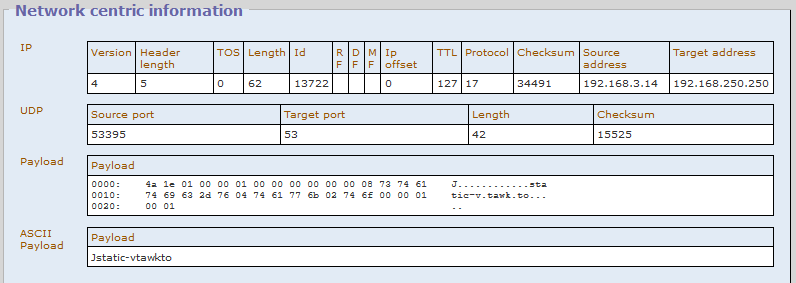 Network centric information
IP
Version Header length TOS Length Id R F D F M F Ip offset TTL Protocol Checksum Source address Target address
4 5 0 62 13722 0 127 17 34491 192.168.3.14 192.168.250.250
UDP
Source port Target port Length Checksum
53395 53 42 15525
Payload
Payload
0000: 4a 1e 01 00 00 01 00 00 00 00 00 00 08 73 74 61 J............sta
0010: 74 69 63 2d 76 04 74 61 77 6b 02 74 6f 00 00 01 tic-v.tawk.to...
0020: 00 01 ..
ASCII Payload
Payload
Jstatic-vtawkto